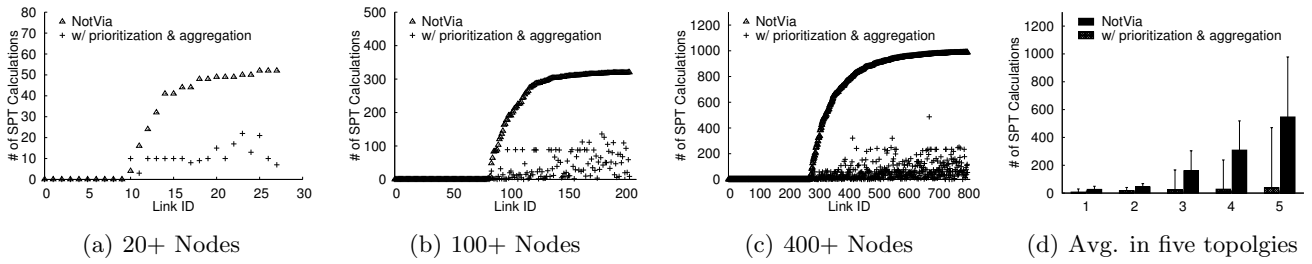 # of SPT Calculations
80
70
60
50
40
30
20
10
0
NotVia
w/ prioritization & aggregation
0 5 10 15 20 25 30
Link ID
(a) 20+ Nodes
# of SPT Calculations
500
400
300
200
100
0
NotVia
w/ prioritization & aggregation
0 50 100 150 200
Link ID
(b) 100+ Nodes
# of SPT Calculations
1200
1000
800
600
400
200
0
NotVia
w/ prioritization & aggregation
0 100 200 300 400 500 600 700 800
Link ID
(c) 400+ Nodes
# of SPT Calculations
1200
1000
800
600
400
200
0
NotVia
w/ prioritization & aggregation
1 2 3 4 5
(d) Avg. in five topolgies